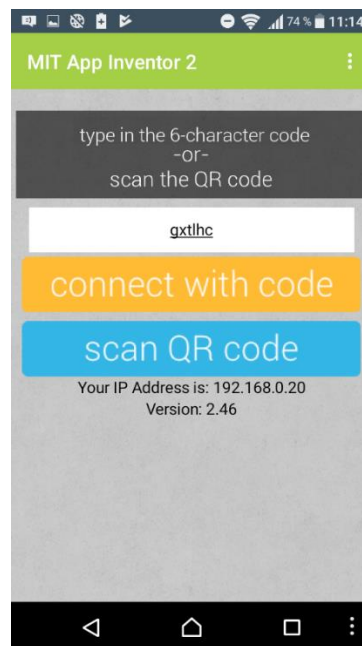 74 % 11:14
MIT App Inventor 2
type in the 6-character code
-or-
scan the QR code
gxtlhc
connect with code
scan QR code
Your IP Address is: 192.168.0.20
Version: 2.46